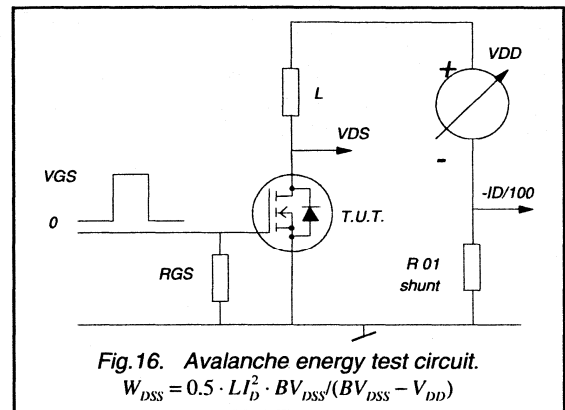 VDD
+
L
VDS
-
VGS
-ID/100
0
T.U.T.
RGS
R 01
shunt
Fig.16. Avalanche energy test circuit.
W_DSS = 0.5 · LI_D^2 · BV_DSS/(BV_DSS − V_DD)